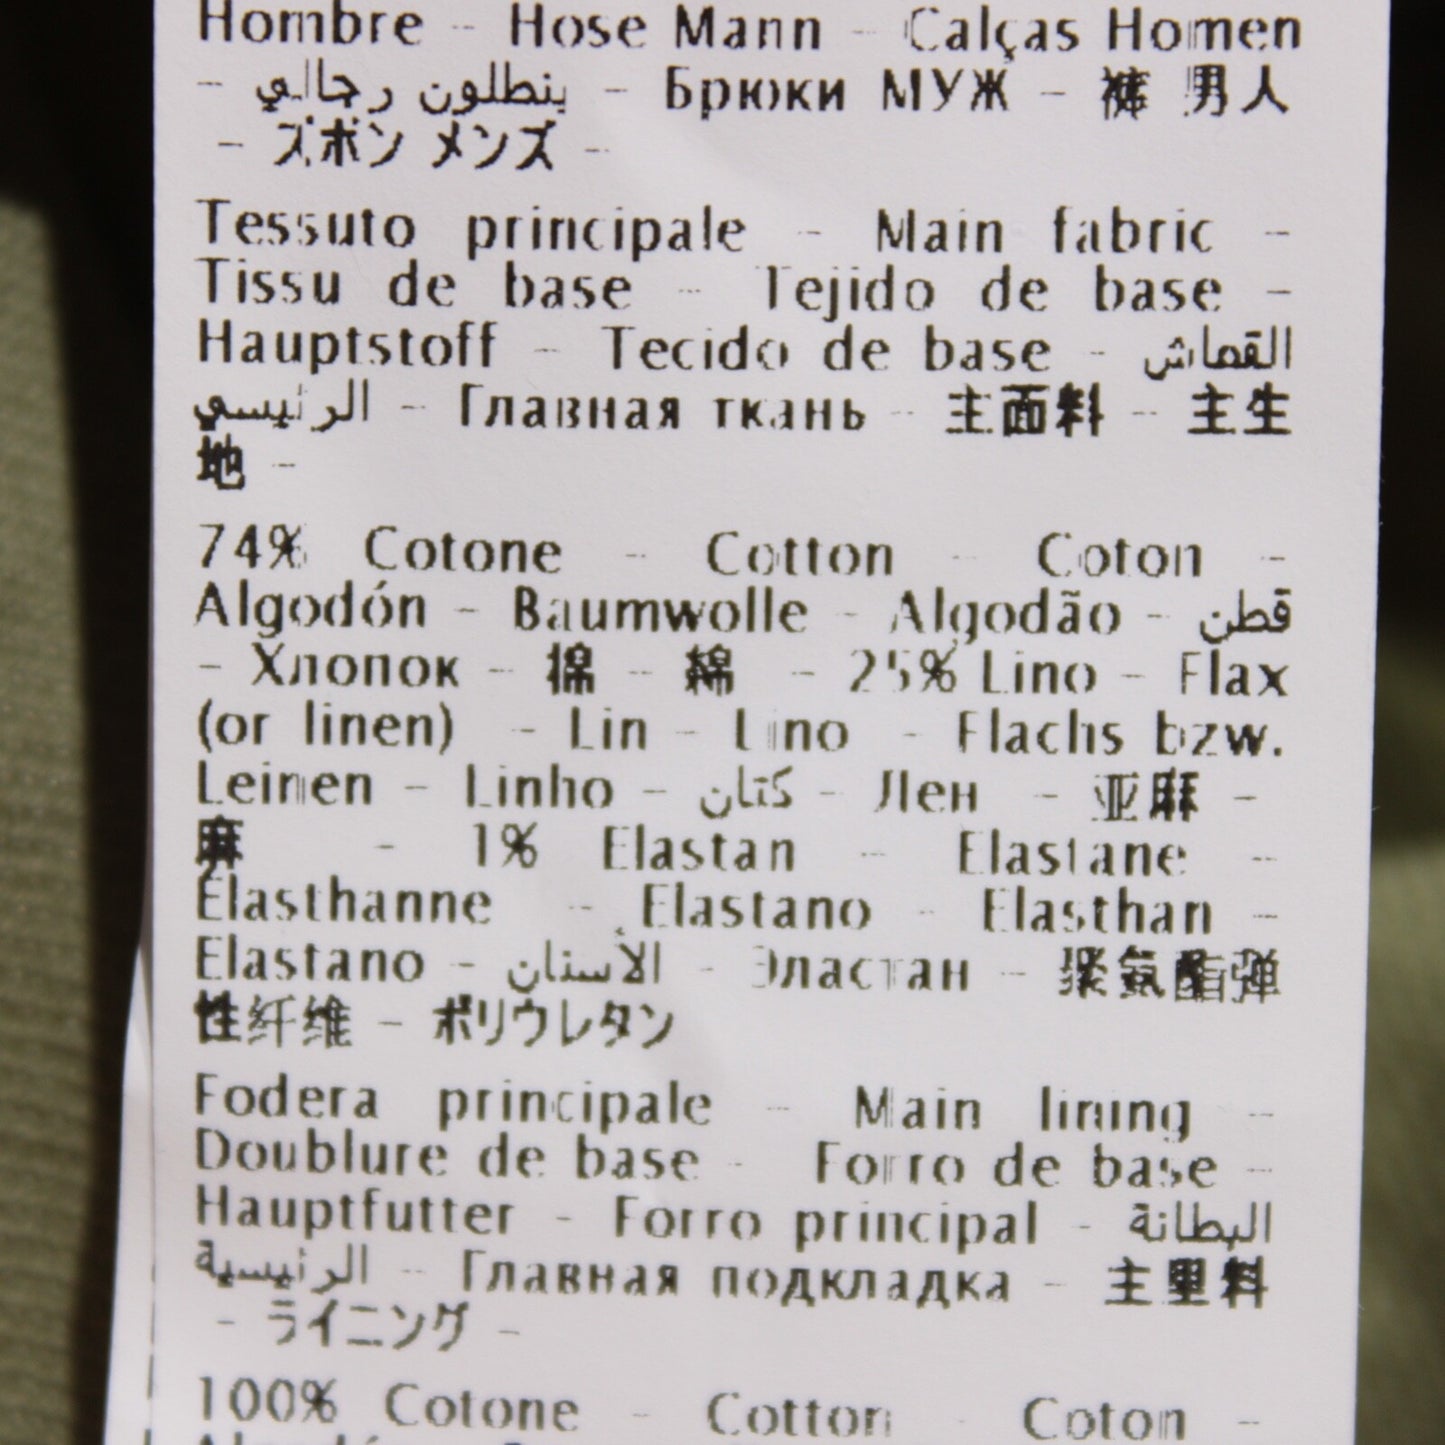 Hombre - Hose Mann - Calças Homen
- بنطلون رجالي - Брюки МУЖ - 裤 男人
- ズボン メンズ -
Tessuto principale - Main fabric -
Tissu de base - Tejido de base -
Hauptstoff - Tecido de base - القماش
الرئيسي - Главная ткань - 主面料 - 主生
地 -
74% Cotone - Cotton - Coton -
Algodón - Baumwolle - Algodão - قطن
- Хлопок - 棉 - 綿 - 25% Lino - Flax
(or linen) - Lin - Lino - Flachs bzw.
Leinen - Linho - كتان - Лен - 亚麻 -
麻 - 1% Elastan - Elastane -
Élasthanne - Elastano - Elasthan -
Elastano - الأستان - Эластан - 聚氨酯弹
性纤维 - ポリウレタン
Fodera principale - Main lining -
Doublure de base - Forro de base -
Hauptfutter - Forro principal - البطانة
الرئيسية - Главная подкладка - 主里料
- ライニング -
100% Cotone - Cotton - Coton -